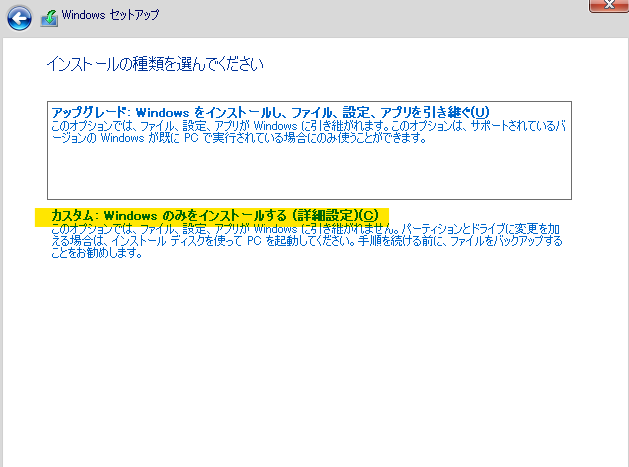 Windows セットアップ
インストールの種類を選んでください
アップグレード: Windows をインストールし、ファイル、設定、アプリを引き継ぐ(U)
このオプションでは、ファイル、設定、アプリが Windows に引き継がれます。このオプションは、サポートされているバ
ージョンの Windows が既に PC で実行されている場合にのみ使うことができます。
カスタム: Windows のみをインストールする (詳細設定)(C)
このオプションでは、ファイル、設定、アプリが Windows に引き継がれません。パーティションとドライブに変更を加
える場合は、インストール ディスクを使って PC を起動してください。手順を続ける前に、ファイルをバックアップする
ことをお勧めします。